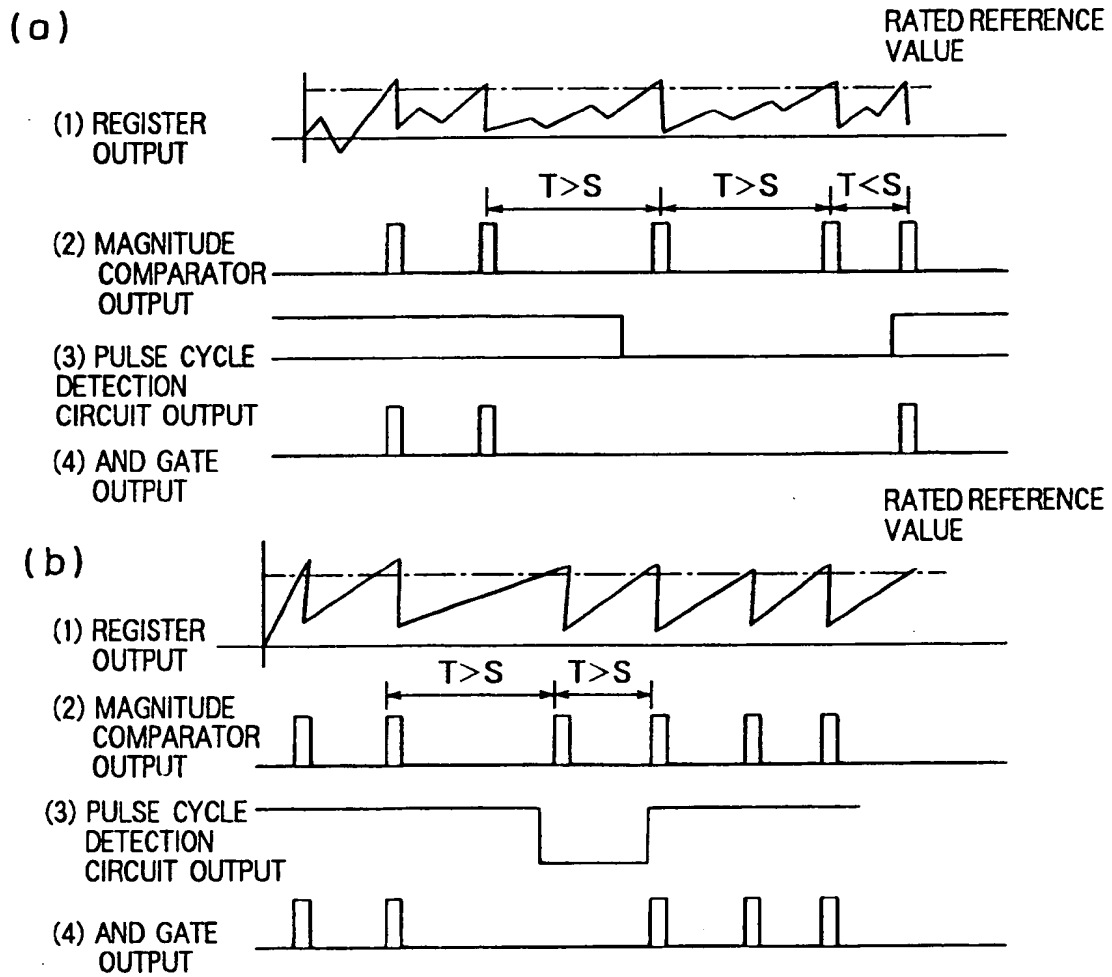 (a)
RATED REFERENCE
VALUE
(1) REGISTER
OUTPUT
T>S
T>S
T<S
(2) MAGNITUDE
COMPARATOR
OUTPUT
(3) PULSE CYCLE
DETECTION
CIRCUIT OUTPUT
(4) AND GATE
OUTPUT
RATED REFERENCE
VALUE
(b)
(1) REGISTER
OUTPUT
T>S
T>S
(2) MAGNITUDE
COMPARATOR
OUTPUT
(3) PULSE CYCLE
DETECTION
CIRCUIT OUTPUT
(4) AND GATE
OUTPUT